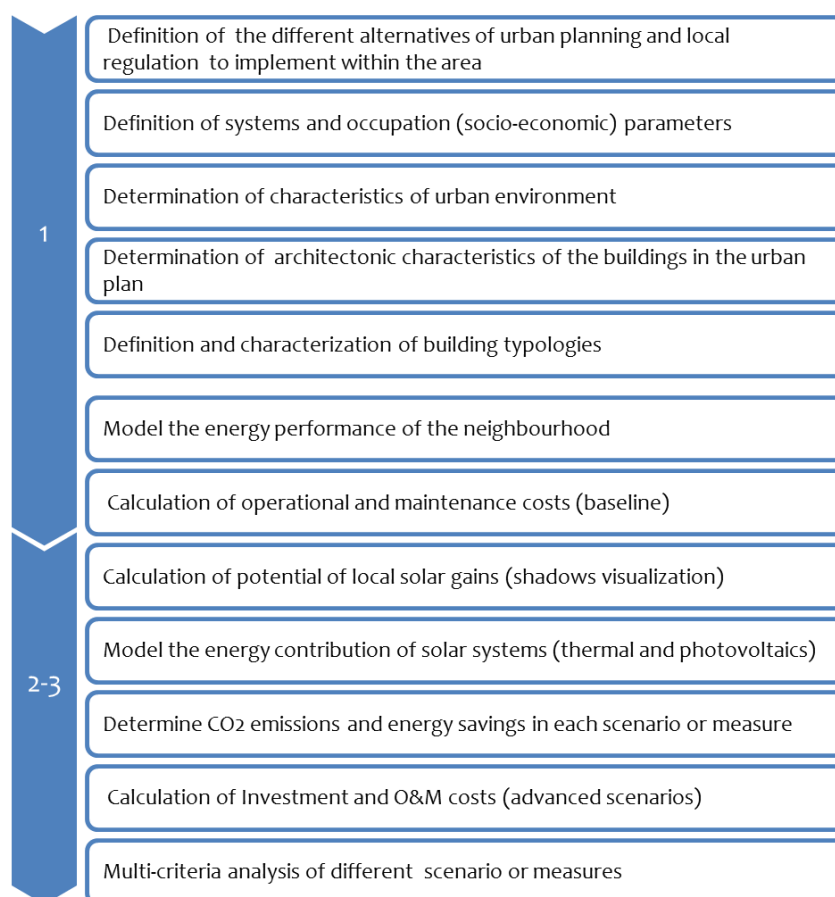 Definition of the different alternatives of urban planning and local
regulation to implement within the area
Definition of systems and occupation (socio-economic) parameters
Determination of characteristics of urban environment
1
Determination of architectonic characteristics of the buildings in the urban
plan
Definition and characterization of building typologies
Model the energy performance of the neighbourhood
Calculation of operational and maintenance costs (baseline)
Calculation of potential of local solar gains (shadows visualization)
Model the energy contribution of solar systems (thermal and photovoltaics)
2-3
Determine CO2 emissions and energy savings in each scenario or measure
Calculation of Investment and O&M costs (advanced scenarios)
Multi-criteria analysis of different scenario or measures